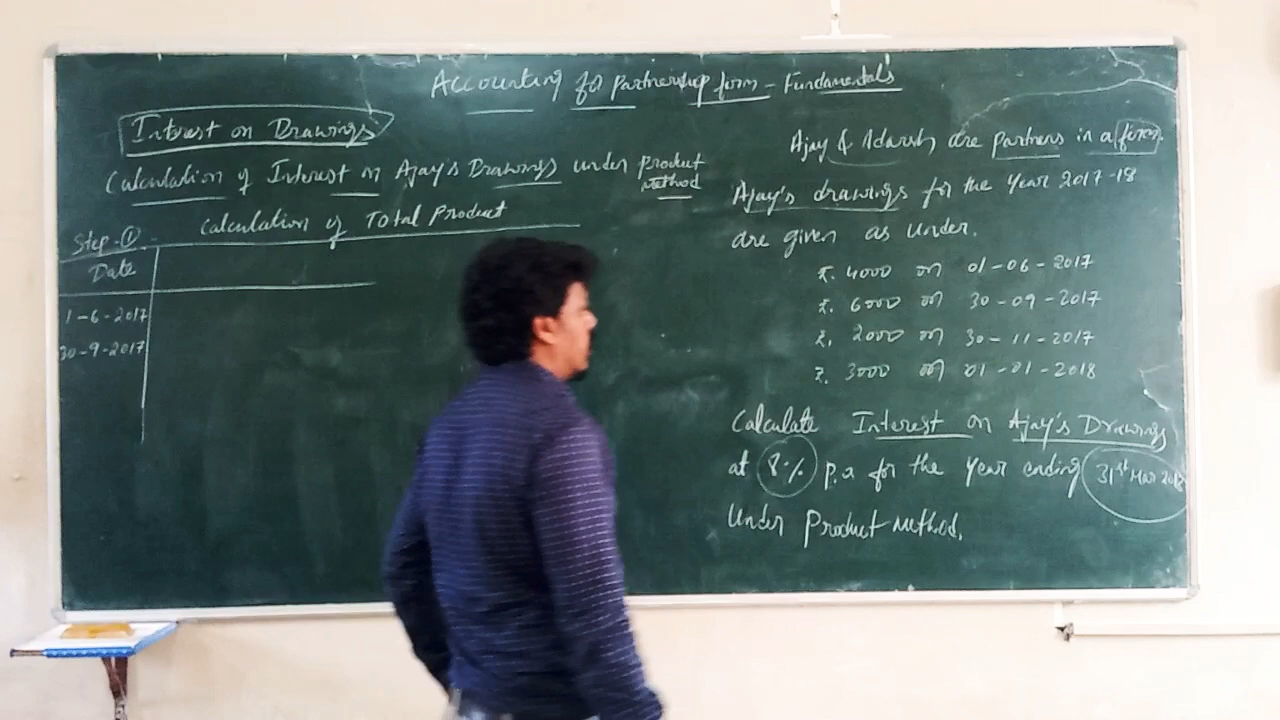 Accounting for Partnership form - Fundamentals
Interest on Drawings
Calculation of Interest on Ajay's Drawings under product method
Step-① Calculation of Total Product
Date
1-6-2017
30-9-2017
Ajay & Adarsh are partners in a form.
Ajay's drawings for the Year 2017-18
are given as under.
₹. 4000 on 01-06-2017
₹. 6000 on 30-09-2017
₹. 2000 on 30-11-2017
₹. 3000 on 01-01-2018
Calculate Interest on Ajay's Drawings
at 8% p.a for the Year ending 31st Mar 2018
Under Product method.